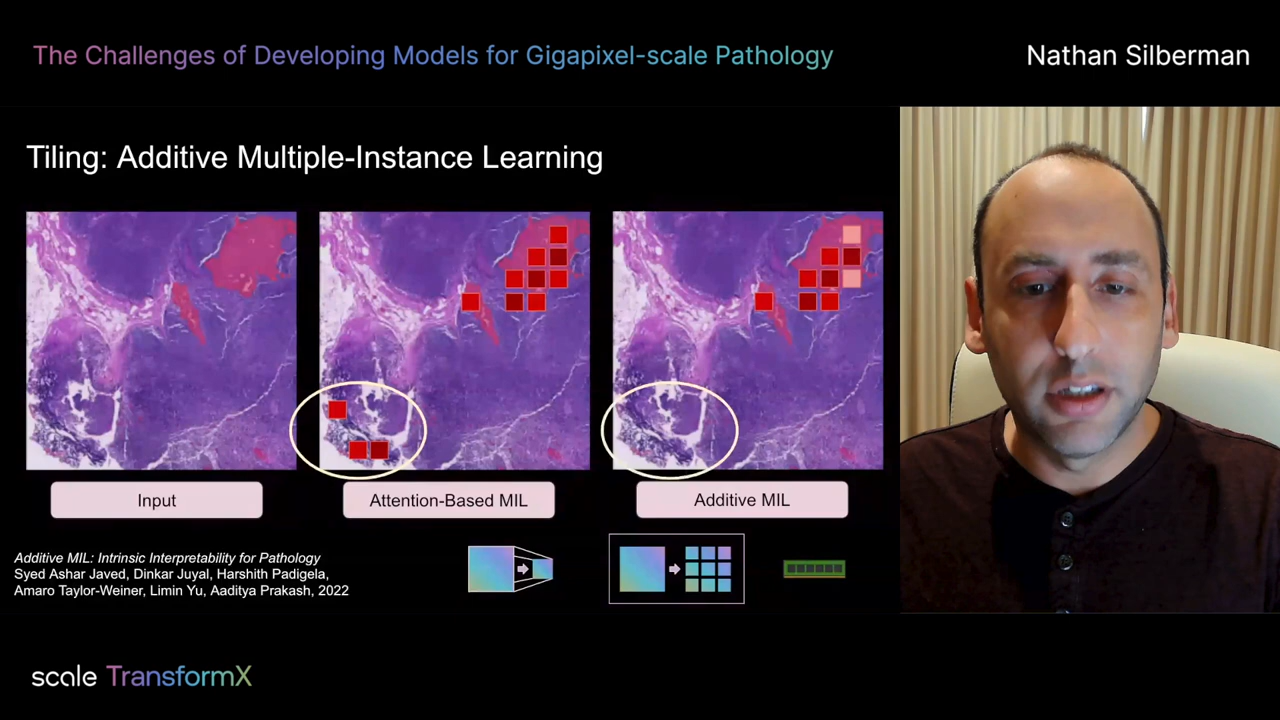 The Challenges of Developing Models for Gigapixel-scale Pathology
Nathan Silberman
Tiling: Additive Multiple-Instance Learning
Input
Attention-Based MIL
Additive MIL
Additive MIL: Intrinsic Interpretability for Pathology
Syed Ashar Javed, Dinkar Juyal, Harshith Padigela,
Amaro Taylor-Weiner, Limin Yu, Aaditya Prakash, 2022
scale TransformX